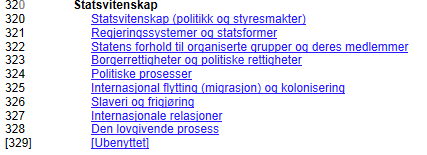 320 Statsvitenskap
320 Statsvitenskap (politikk og styresmakter)
321 Regjeringssystemer og statsformer
322 Statens forhold til organiserte grupper og deres medlemmer
323 Borgerrettigheter og politiske rettigheter
324 Politiske prosesser
325 Internasjonal flytting (migrasjon) og kolonisering
326 Slaveri og frigjøring
327 Internasjonale relasjoner
328 Den lovgivende prosess
[329] [Ubenyttet]